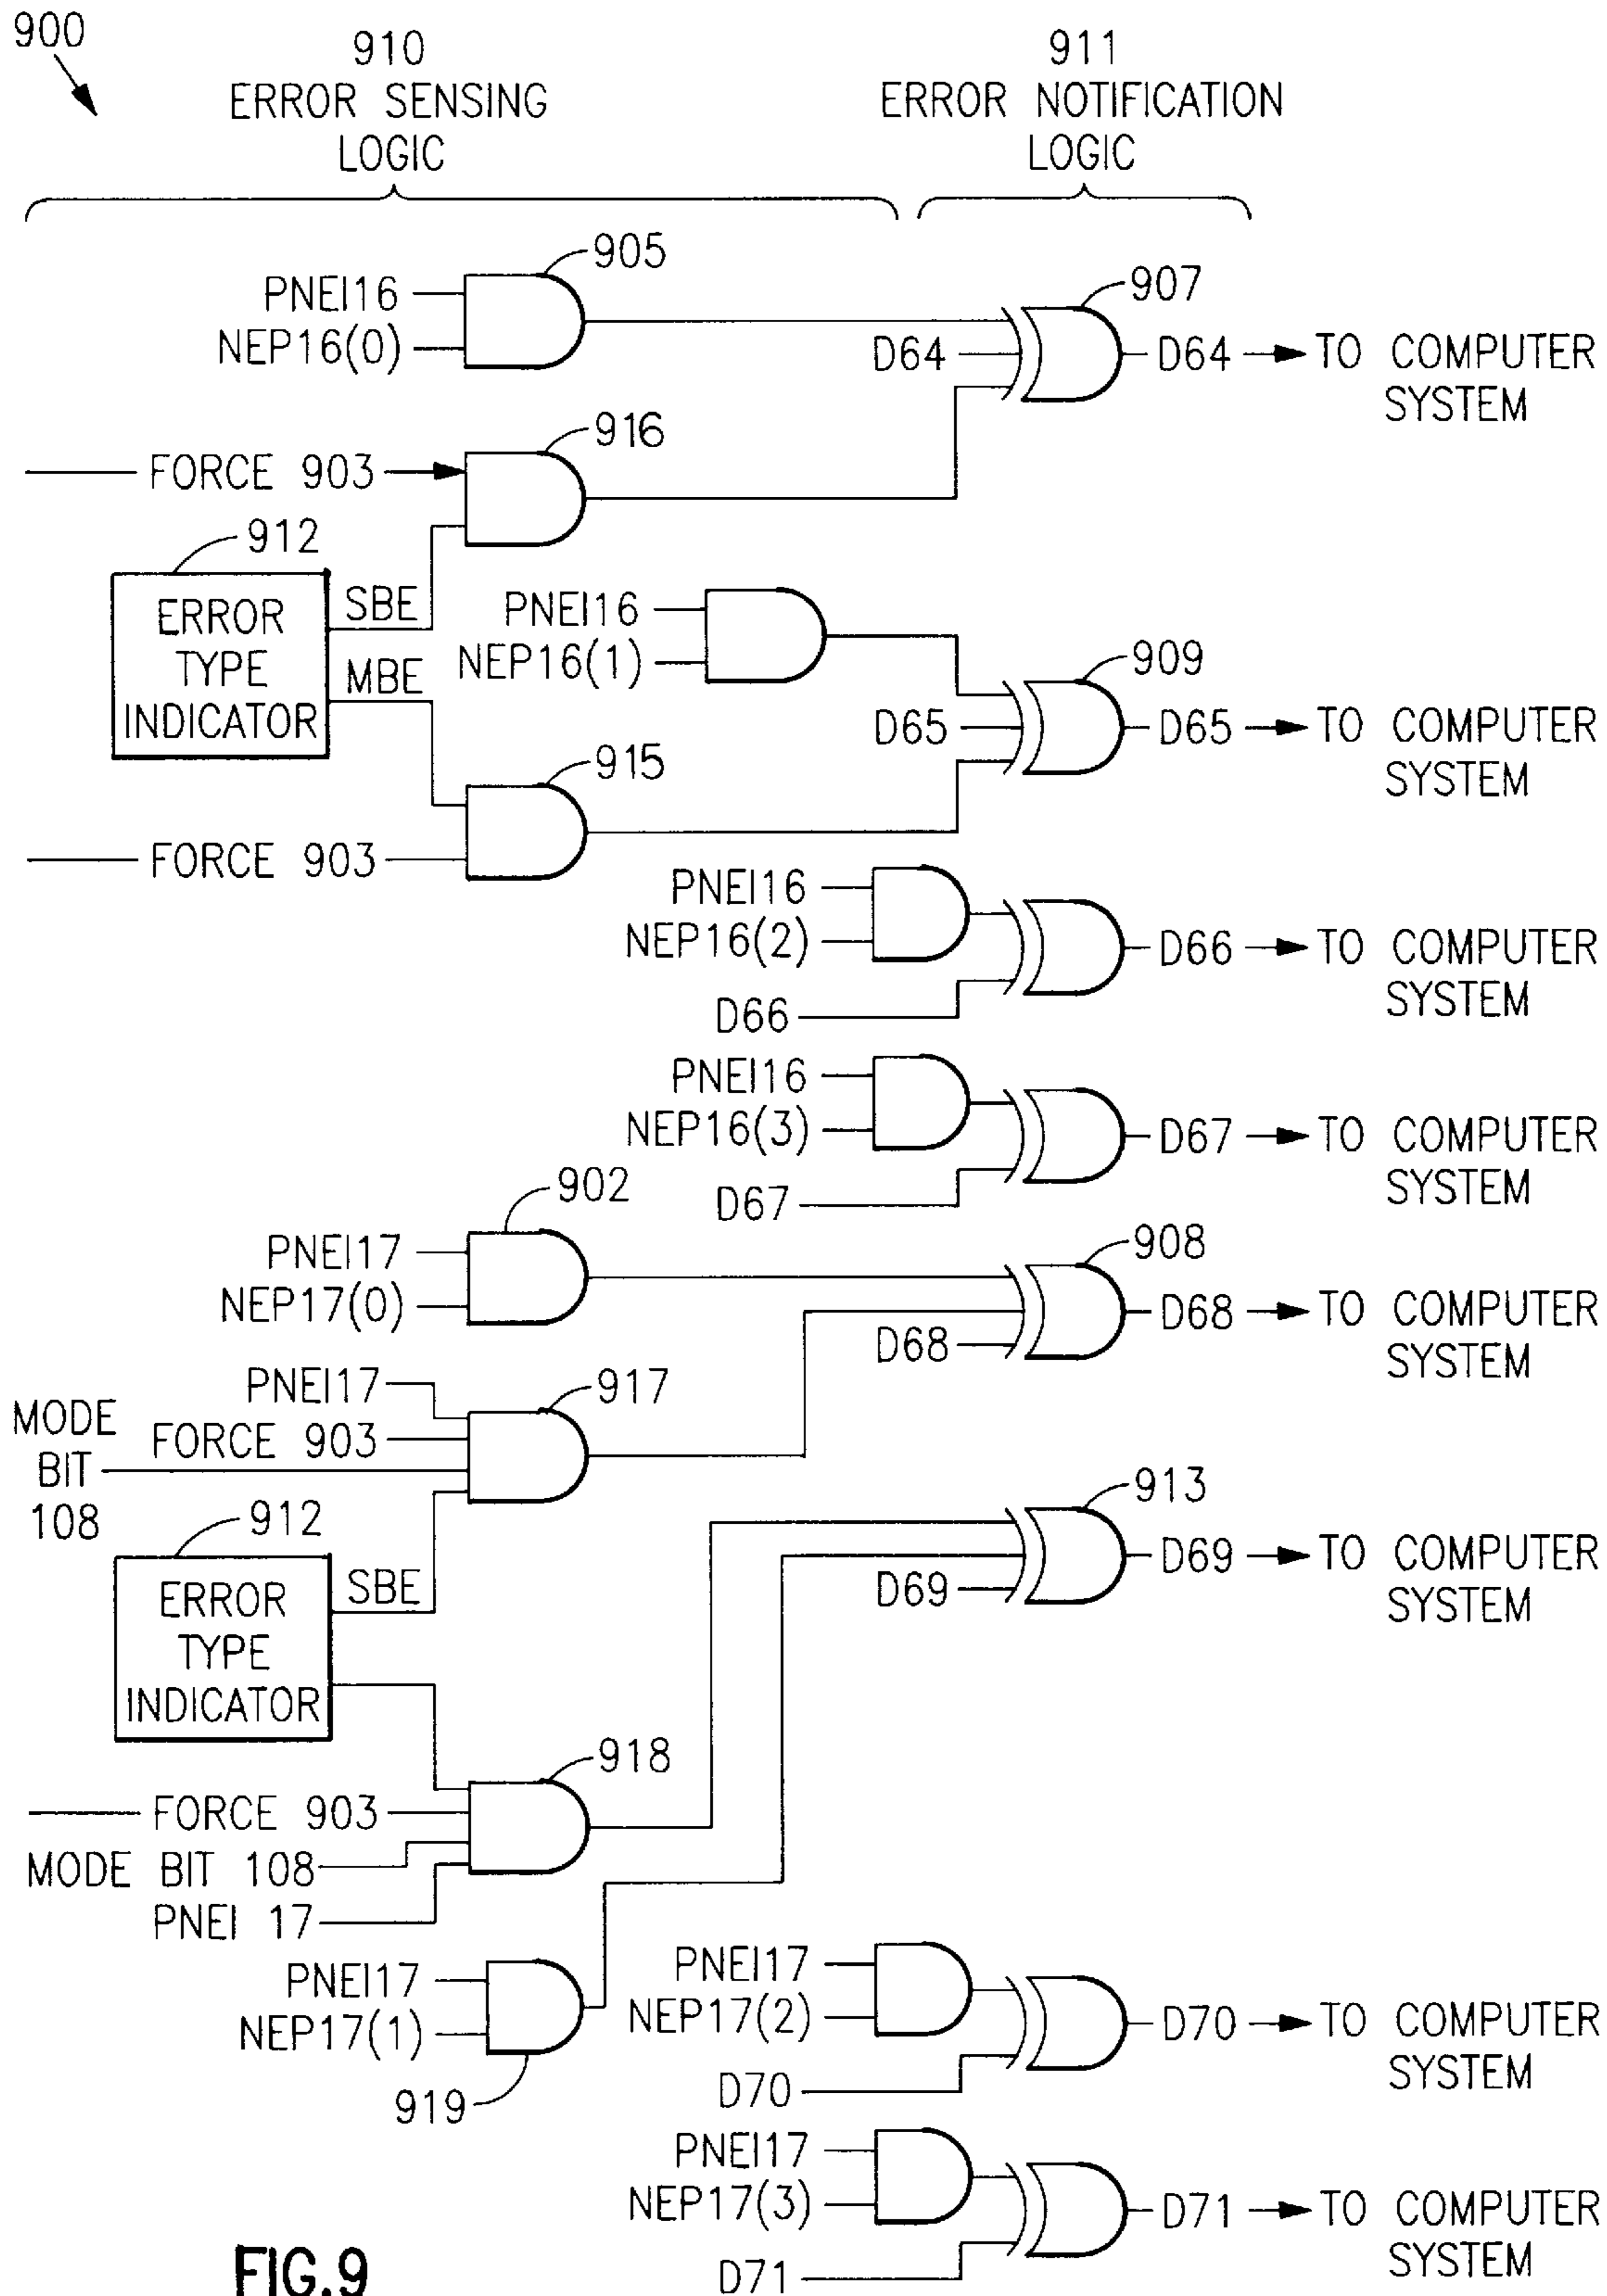 900
910
ERROR SENSING
LOGIC
911
ERROR NOTIFICATION
LOGIC
905
PNEI16
NEP16(0)
907
D64
D64
TO COMPUTER
SYSTEM
916
FORCE 903
912
ERROR
TYPE
INDICATOR
SBE
MBE
PNEI16
NEP16(1)
909
D65
D65
TO COMPUTER
SYSTEM
915
FORCE 903
PNEI16
NEP16(2)
D66
D66
TO COMPUTER
SYSTEM
PNEI16
NEP16(3)
D67
D67
TO COMPUTER
SYSTEM
902
PNEI17
NEP17(0)
908
D68
D68
TO COMPUTER
SYSTEM
PNEI17
917
MODE
BIT
108
FORCE 903
912
ERROR
TYPE
INDICATOR
SBE
913
D69
D69
TO COMPUTER
SYSTEM
918
FORCE 903
MODE BIT 108
PNEI 17
PNEI17
NEP17(1)
919
PNEI17
NEP17(2)
D70
D70
TO COMPUTER
SYSTEM
PNEI17
NEP17(3)
D71
D71
TO COMPUTER
SYSTEM
FIG.9